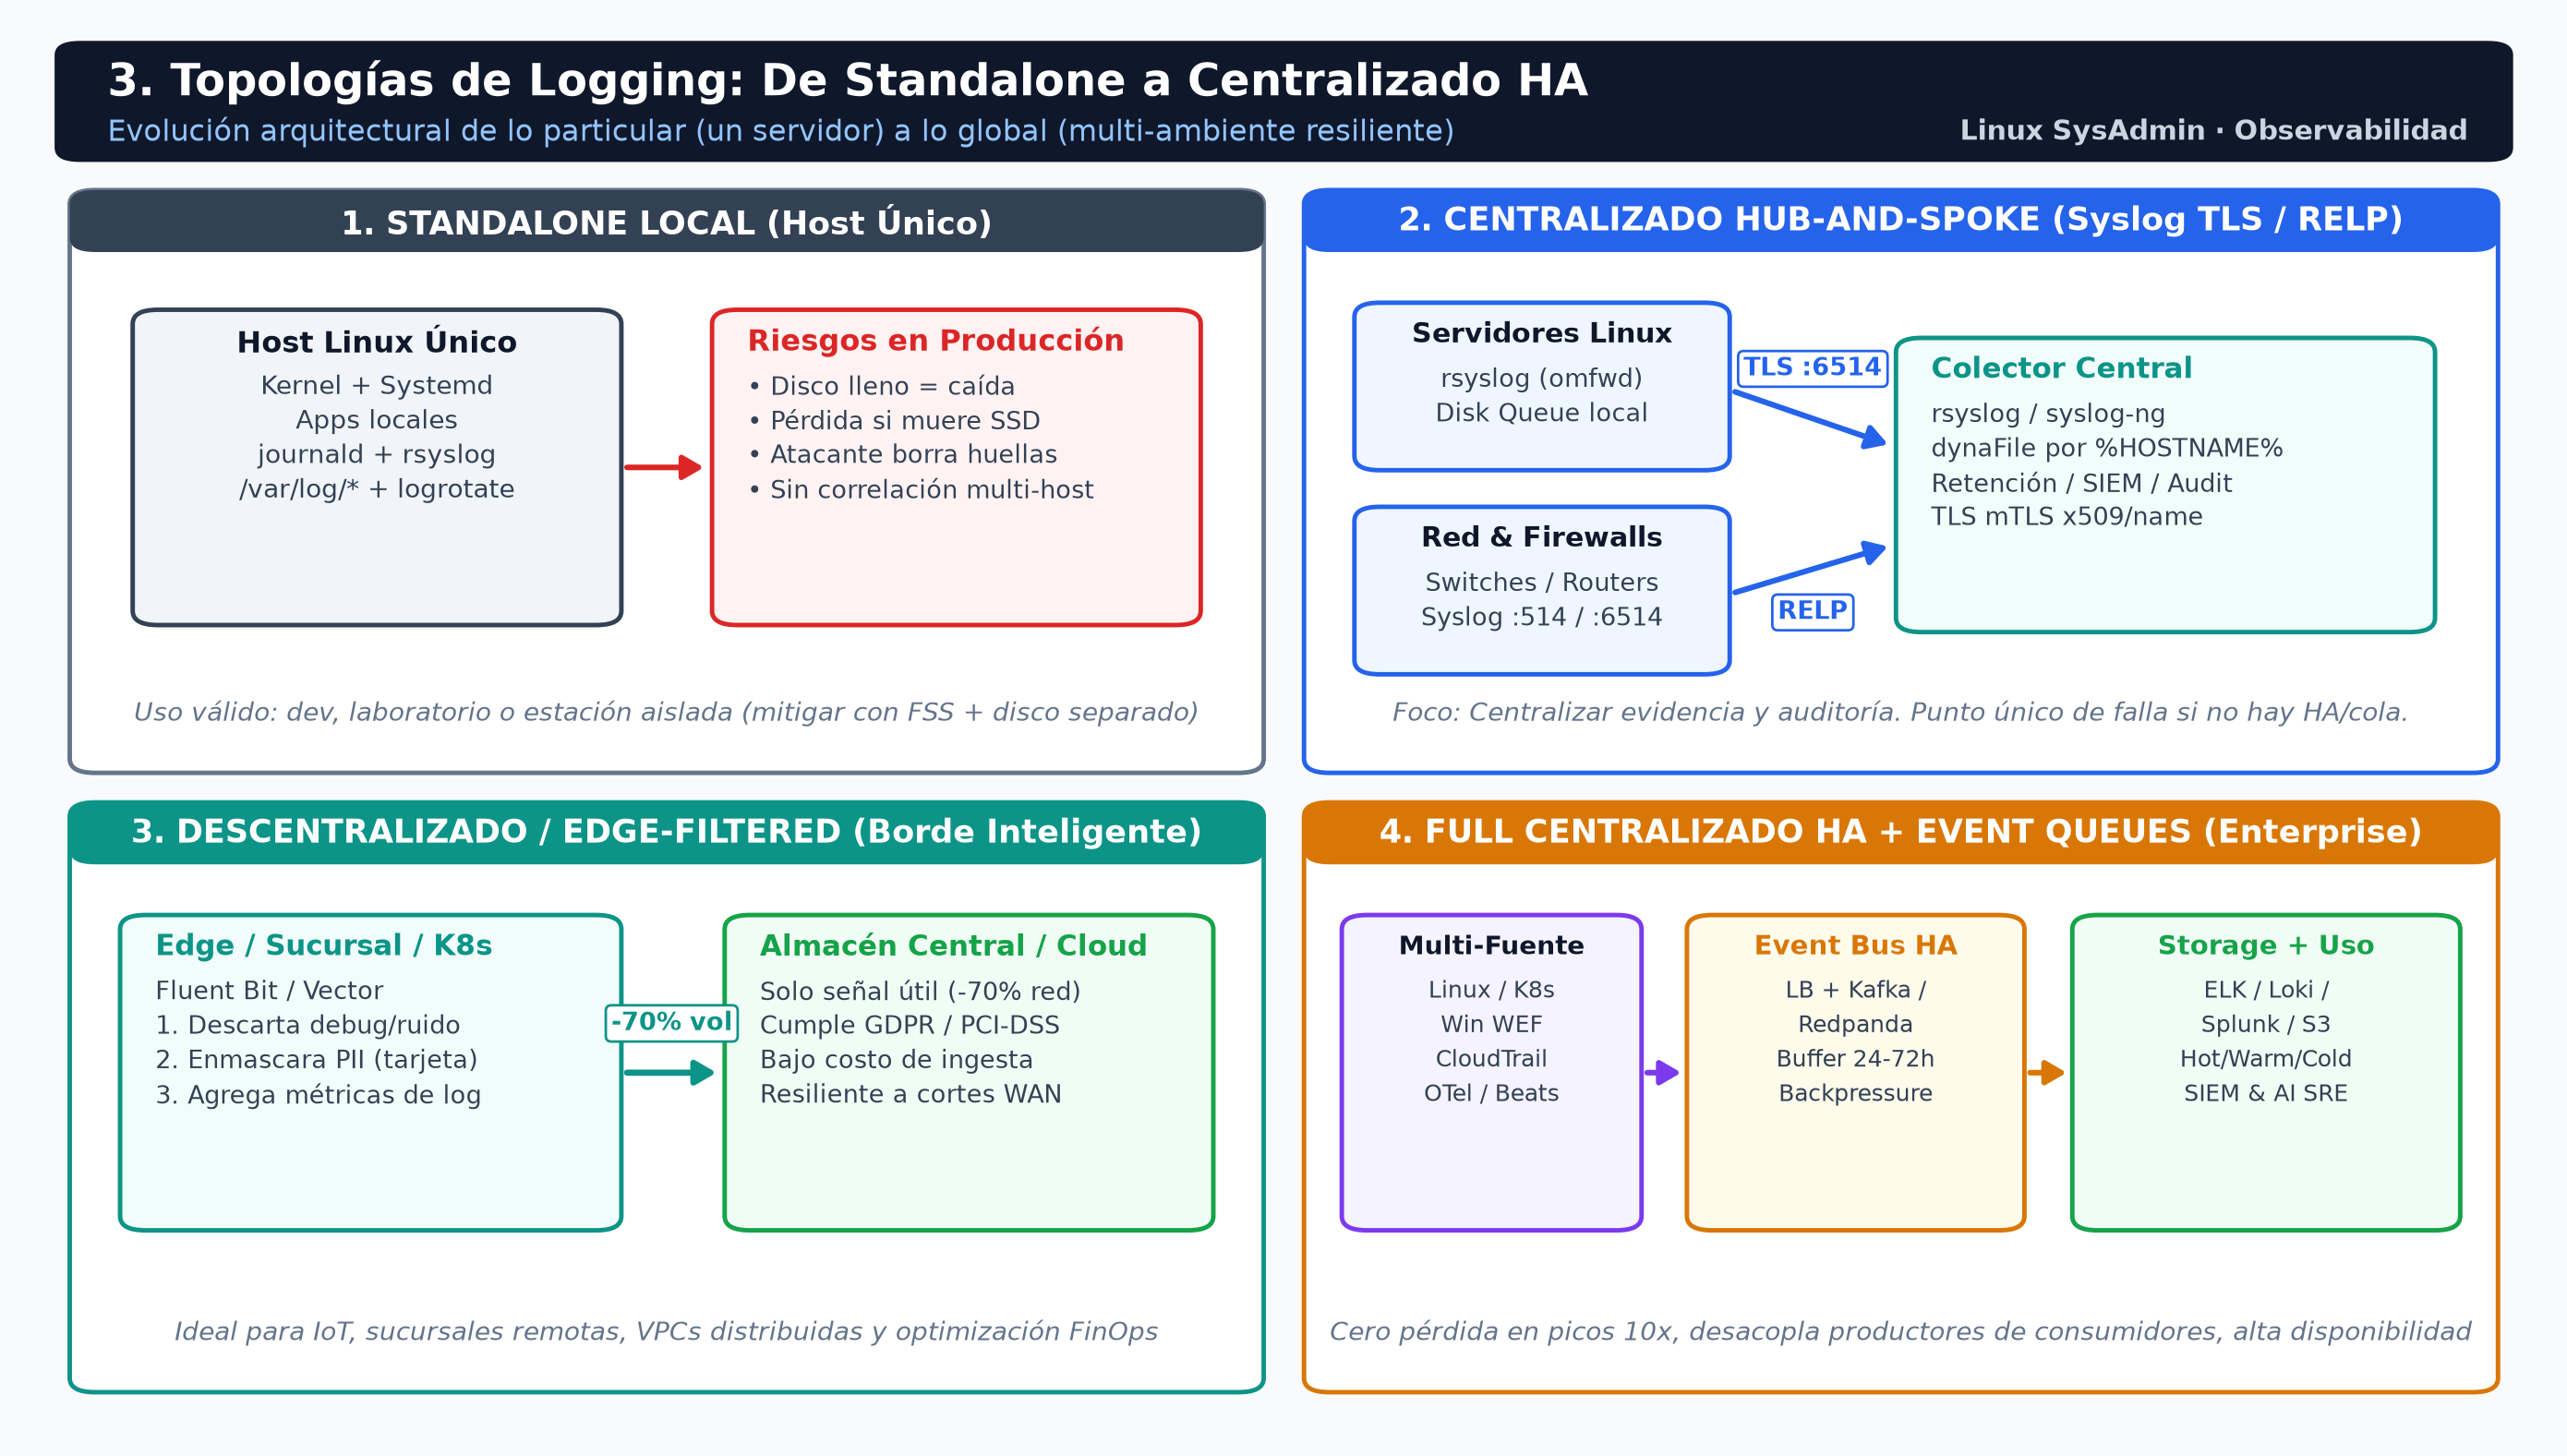 3. Topologías de Logging: De Standalone a Centralizado HA
Evolución arquitectural de lo particular (un servidor) a lo global (multi-ambiente resiliente)
Linux SysAdmin · Observabilidad
1. STANDALONE LOCAL (Host Único)
Host Linux Único
Kernel + Systemd
Apps locales
journald + rsyslog
/var/log/* + logrotate
Riesgos en Producción
• Disco lleno = caída
• Pérdida si muere SSD
• Atacante borra huellas
• Sin correlación multi-host
Uso válido: dev, laboratorio o estación aislada (mitigar con FSS + disco separado)
2. CENTRALIZADO HUB-AND-SPOKE (Syslog TLS / RELP)
Servidores Linux
rsyslog (omfwd)
Disk Queue local
TLS :6514
Red & Firewalls
Switches / Routers
Syslog :514 / :6514
RELP
Colector Central
rsyslog / syslog-ng
dynaFile por %HOSTNAME%
Retención / SIEM / Audit
TLS mTLS x509/name
Foco: Centralizar evidencia y auditoría. Punto único de falla si no hay HA/cola.
3. DESCENTRALIZADO / EDGE-FILTERED (Borde Inteligente)
Edge / Sucursal / K8s
Fluent Bit / Vector
1. Descarta debug/ruido
2. Enmascara PII (tarjeta)
3. Agrega métricas de log
-70% vol
Almacén Central / Cloud
Solo señal útil (-70% red)
Cumple GDPR / PCI-DSS
Bajo costo de ingesta
Resiliente a cortes WAN
Ideal para IoT, sucursales remotas, VPCs distribuidas y optimización FinOps
4. FULL CENTRALIZADO HA + EVENT QUEUES (Enterprise)
Multi-Fuente
Linux / K8s
Win WEF
CloudTrail
OTel / Beats
Event Bus HA
LB + Kafka /
Redpanda
Buffer 24-72h
Backpressure
Storage + Uso
ELK / Loki /
Splunk / S3
Hot/Warm/Cold
SIEM & AI SRE
Cero pérdida en picos 10x, desacopla productores de consumidores, alta disponibilidad